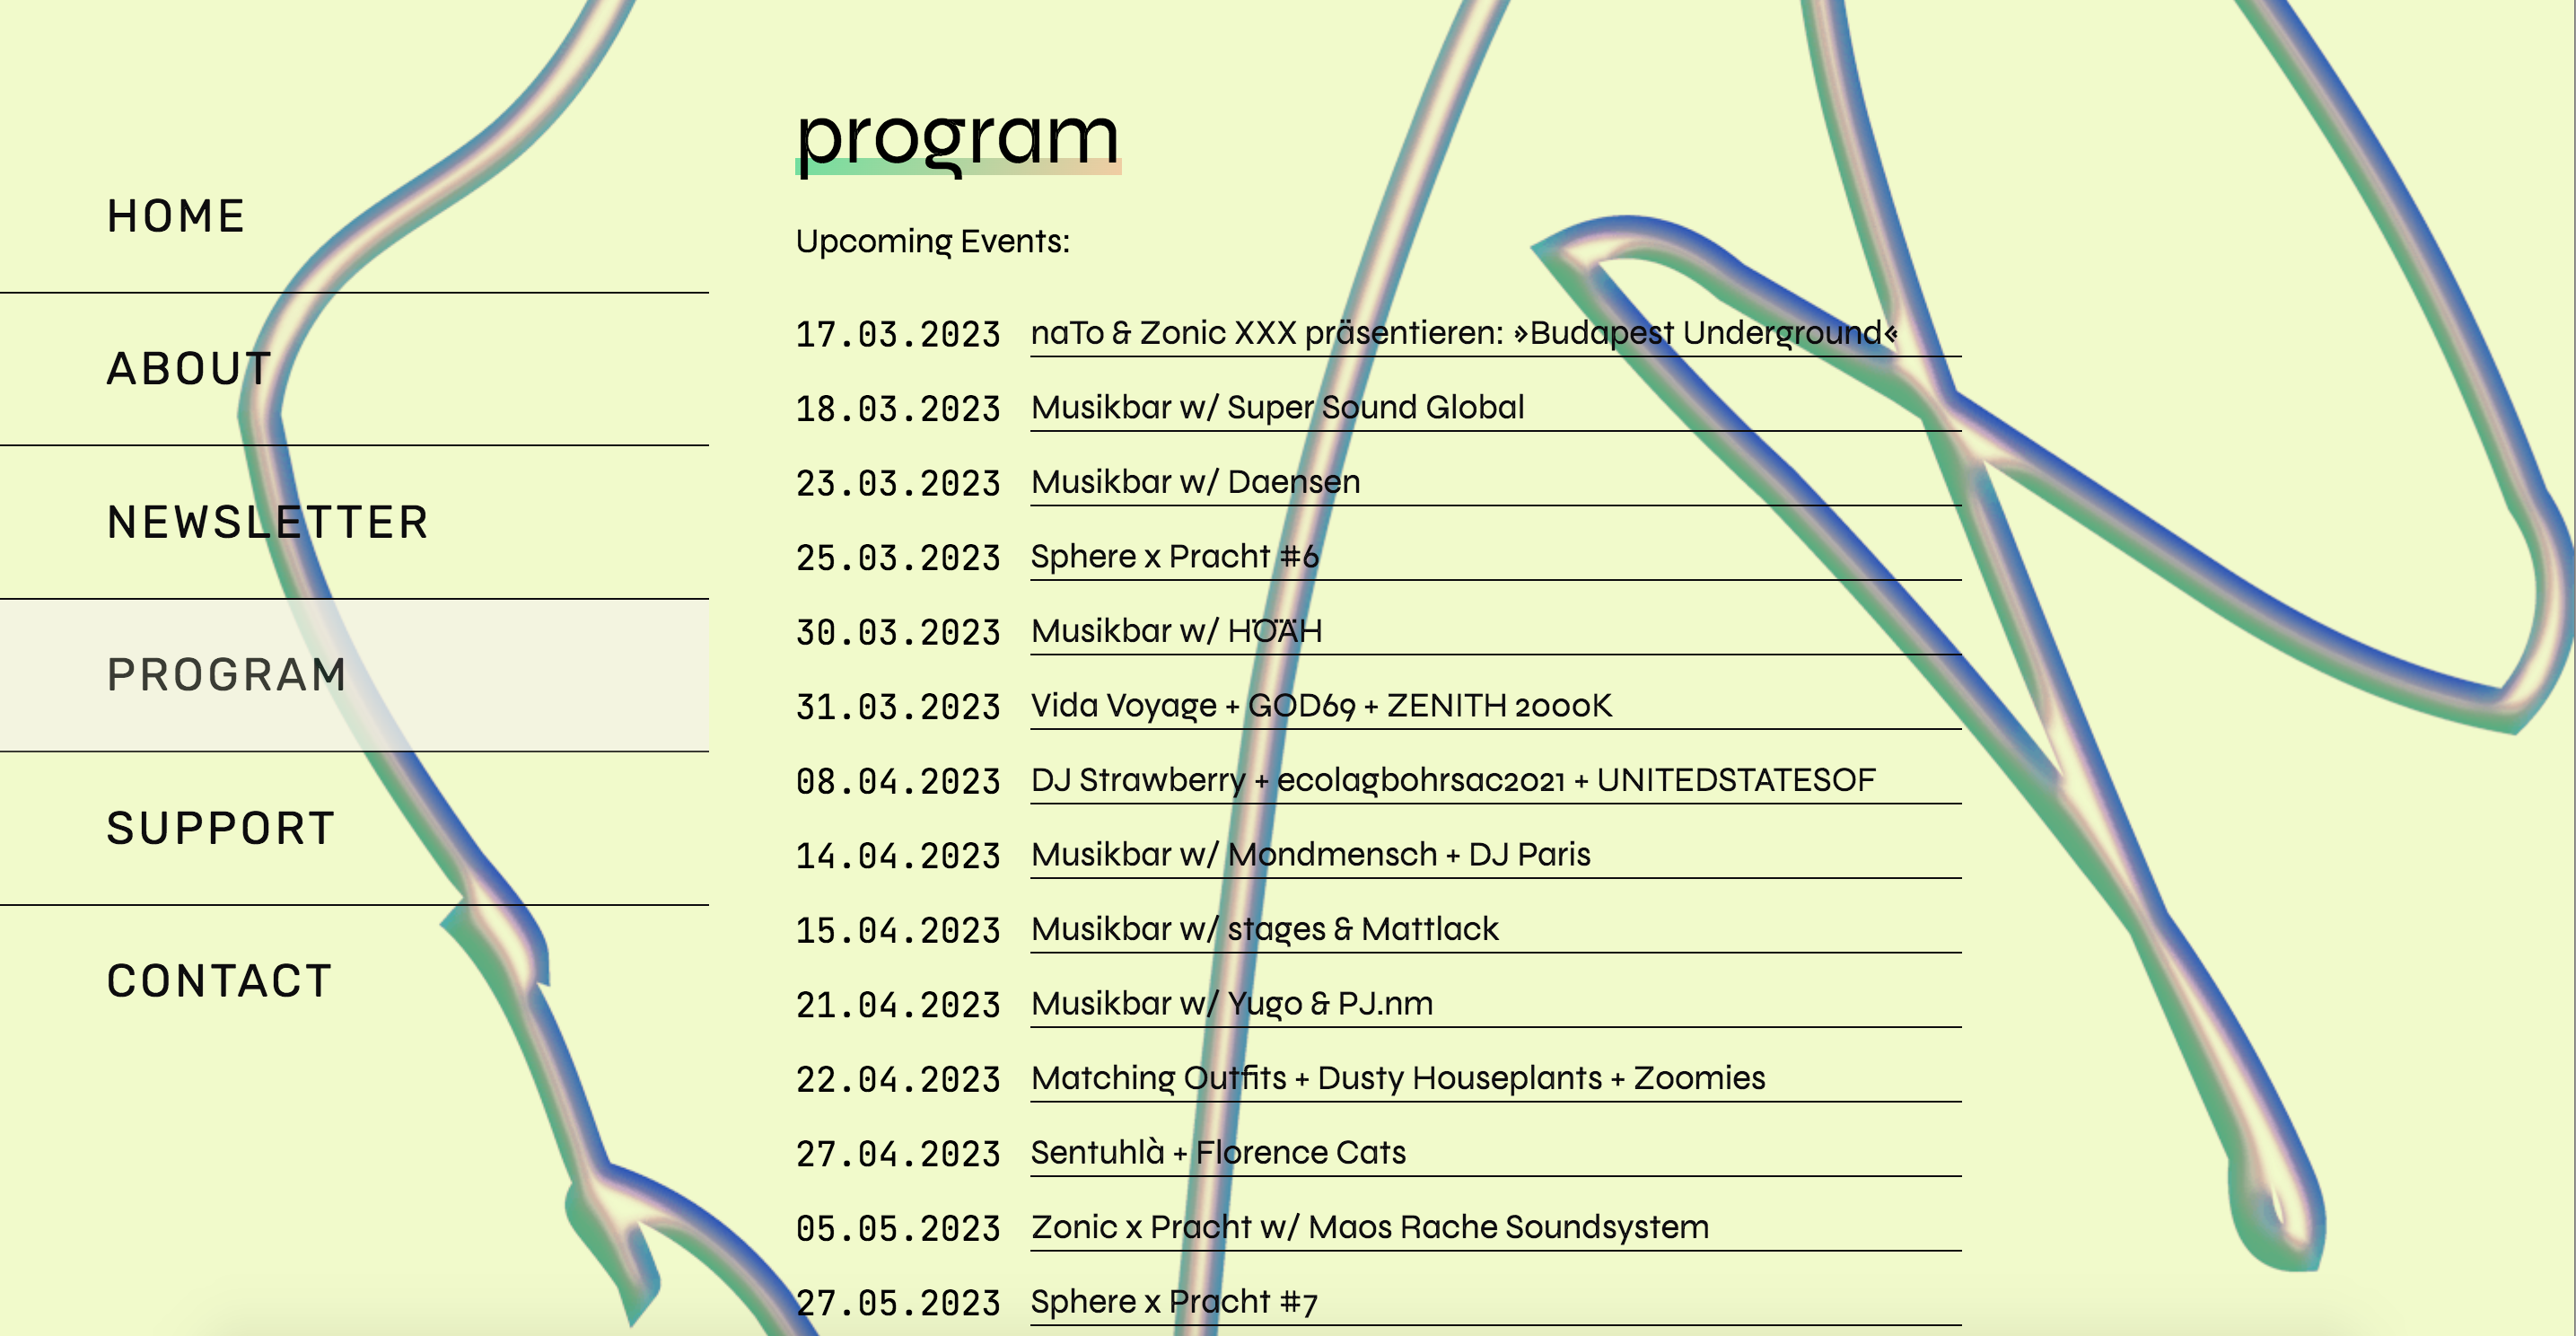 HOME
ABOUT
NEWSLETTER
PROGRAM
SUPPORT
CONTACT
program
Upcoming Events:
17.03.2023 naTo & Zonic XXX präsentieren: »Budapest Underground«
18.03.2023 Musikbar w/ Super Sound Global
23.03.2023 Musikbar w/ Daensen
25.03.2023 Sphere x Pracht #6
30.03.2023 Musikbar w/ HÖÄH
31.03.2023 Vida Voyage + GOD69 + ZENITH 2000K
08.04.2023 DJ Strawberry + ecolagbohrsac2021 + UNITEDSTATESOF
14.04.2023 Musikbar w/ Mondmensch + DJ Paris
15.04.2023 Musikbar w/ stages & Mattlack
21.04.2023 Musikbar w/ Yugo & PJ.nm
22.04.2023 Matching Outfits + Dusty Houseplants + Zoomies
27.04.2023 Sentuhlà + Florence Cats
05.05.2023 Zonic x Pracht w/ Maos Rache Soundsystem
27.05.2023 Sphere x Pracht #7